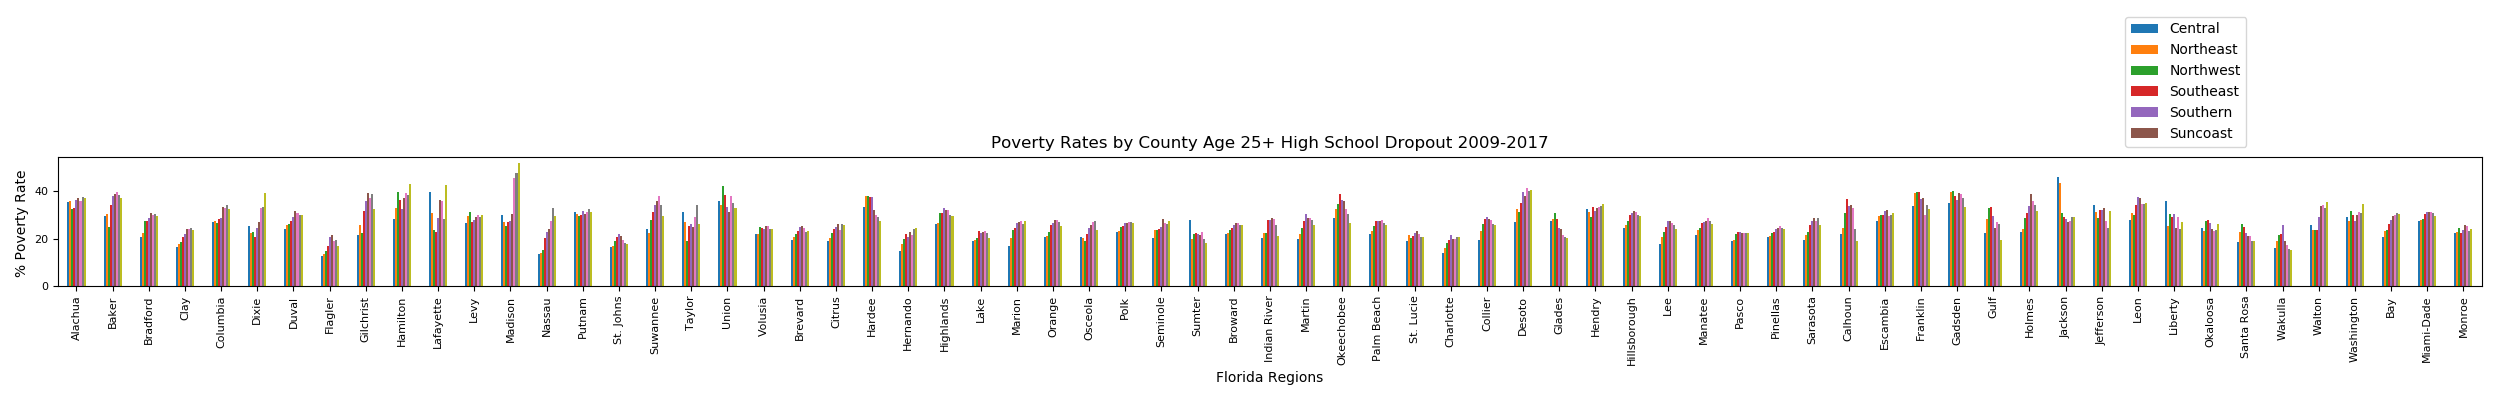 Central
Northeast
Northwest
Southeast
Southern
Suncoast
Poverty Rates by County Age 25+ High School Dropout 2009-2017
% Poverty Rate
40
20
0
Alachua
Baker
Bradford
Clay
Columbia
Dixie
Duval
Flagler
Gilchrist
Hamilton
Lafayette
Levy
Madison
Nassau
Putnam
St. Johns
Suwannee
Taylor
Union
Volusia
Brevard
Citrus
Hardee
Hernando
Highlands
Lake
Marion
Orange
Osceola
Polk
Seminole
Sumter
Broward
Indian River
Martin
Okeechobee
Palm Beach
St. Lucie
Charlotte
Collier
Desoto
Glades
Hendry
Hillsborough
Lee
Manatee
Pasco
Pinellas
Sarasota
Calhoun
Escambia
Franklin
Gadsden
Gulf
Holmes
Jackson
Jefferson
Leon
Liberty
Okaloosa
Santa Rosa
Wakulla
Walton
Washington
Bay
Miami-Dade
Monroe
Florida Regions